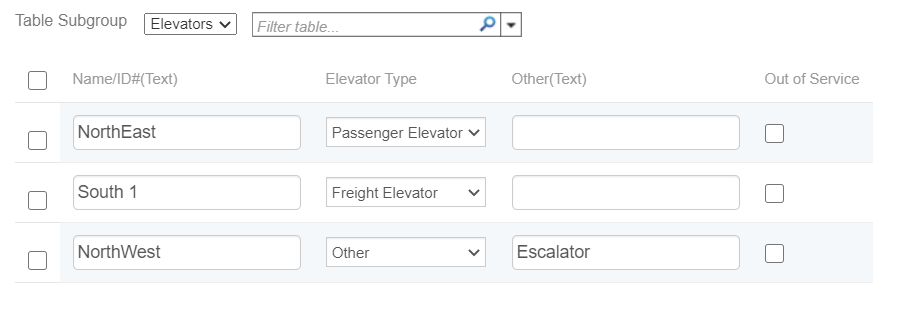 Table Subgroup Elevators Filter table...
Name/ID#(Text) Elevator Type Other(Text) Out of Service
NorthEast Passenger Elevator
South 1 Freight Elevator
NorthWest Other Escalator